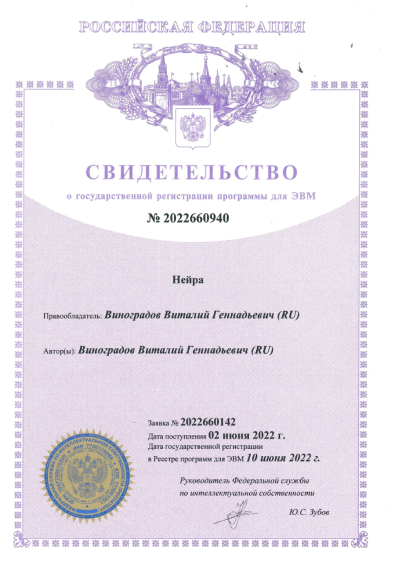 РОССИЙСКАЯ ФЕДЕРАЦИЯ
СВИДЕТЕЛЬСТВО
о государственной регистрации программы для ЭВМ
№ 2022660940
Нейра
Правообладатель: Виноградов Виталий Геннадьевич (RU)
Автор(ы): Виноградов Виталий Геннадьевич (RU)
Заявка № 2022660142
Дата поступления 02 июня 2022 г.
Дата государственной регистрации
в Реестре программ для ЭВМ 10 июня 2022 г.
Руководитель Федеральной службы
по интеллектуальной собственности
Ю.С. Зубов